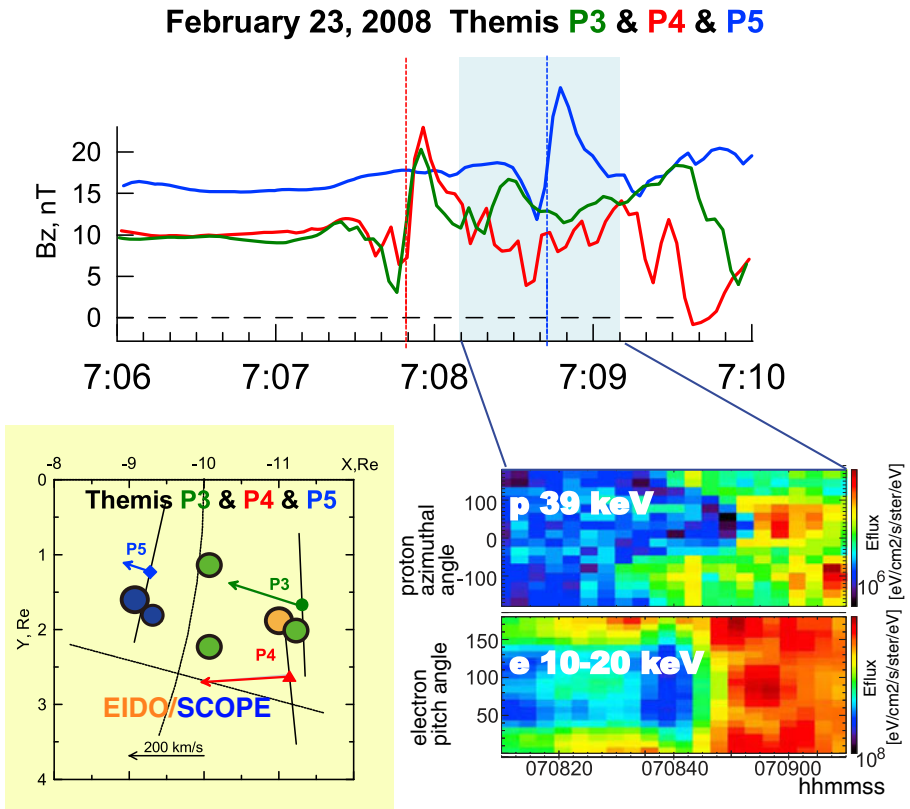 February 23, 2008 Themis P3 & P4 & P5
Bz, nT
20
15
10
5
0
7:06 7:07 7:08 7:09 7:10
-8 -9 -10 -11 X,Re
Themis P3 & P4 & P5
Y, Re
0
1
2
3
4
P5
P3
P4
EIDO/SCOPE
200 km/s
p 39 keV
proton
azimuthal
angle
100
0
-100
Eflux
[eV/cm2/s/ster/eV]
10^6
e 10-20 keV
electron
pitch angle
150
100
50
Eflux
[eV/cm2/s/ster/eV]
10^8
070820 070840 070900
hhmmss